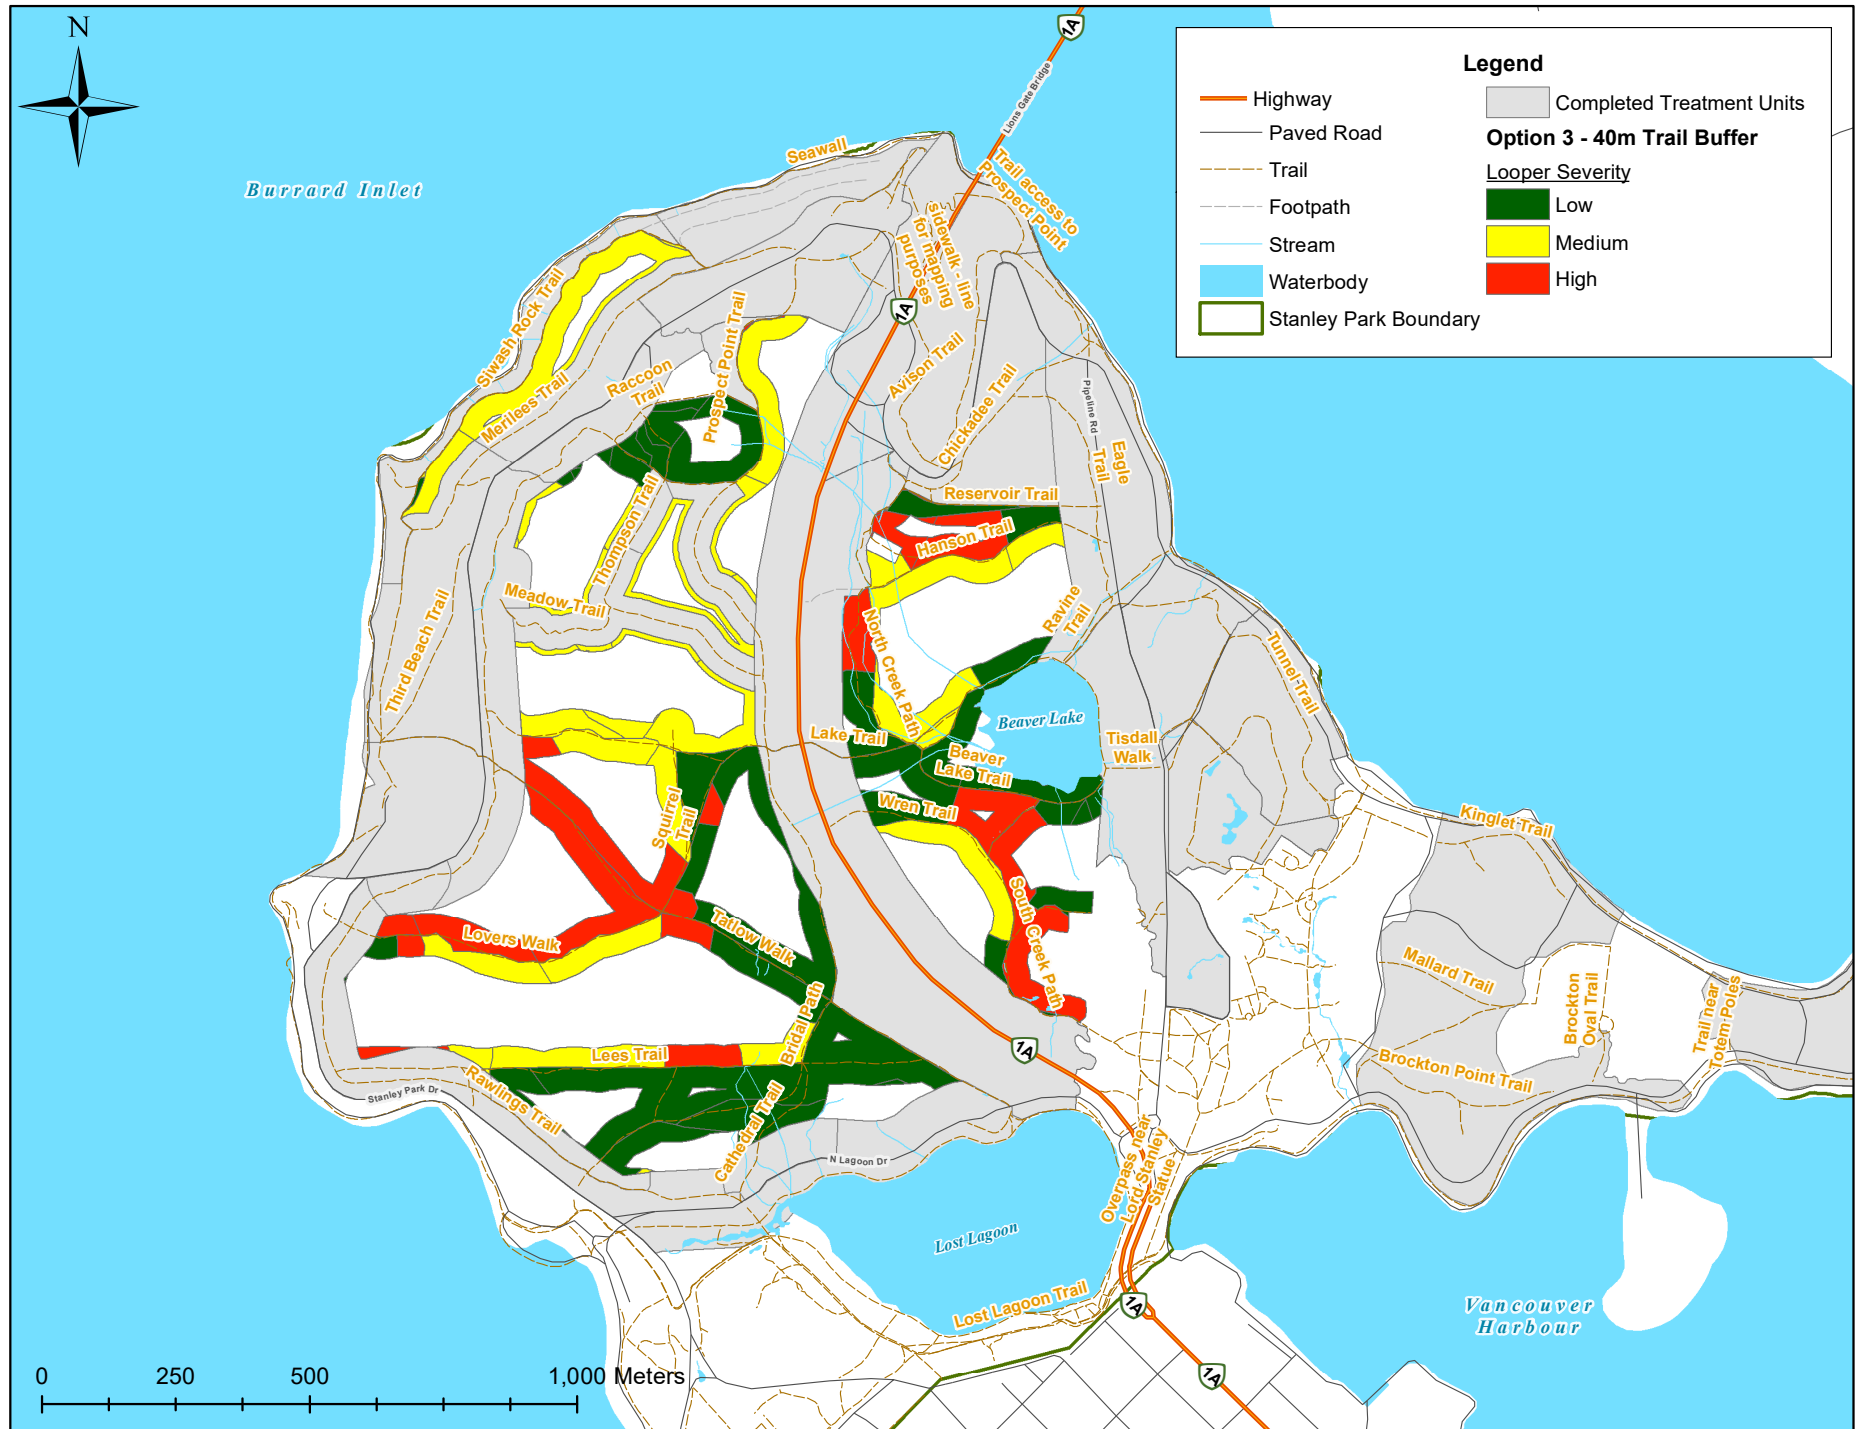 N
1A
Lions Gate Bridge
Burrard Inlet
Seawall
Trail access to
Prospect Point
sidewalk - line
for mapping
purposes
1A
Siwash Rock Trail
Merilees Trail
Raccoon
Trail
Prospect Point Trail
Avison Trail
Chickadee Trail
Pipeline Rd
Eagle
Trail
Reservoir Trail
Hanson Trail
Thompson Trail
Meadow Trail
Third Beach Trail
North Creek Path
Ravine
Trail
Tunnel Trail
Beaver Lake
Lake Trail
Beaver
Lake Trail
Tisdall
Walk
Wren Trail
Squirrel
Trail
Kinglet Trail
South Creek Path
Lovers Walk
Tatlow Walk
Mallard Trail
Brockton
Oval Trail
Trail near
Totem Poles
Bridal Path
Lees Trail
1A
Brockton Point Trail
Stanley Park Dr
Rawlings Trail
Cathedral Trail
N Lagoon Dr
Overpass near
Lord Stanley
Statue
Lost Lagoon
Lost Lagoon Trail
1A
1A
Vancouver
Harbour
0 250 500 1,000 Meters
Legend
Highway
Paved Road
Trail
Footpath
Stream
Waterbody
Stanley Park Boundary
Completed Treatment Units
Option 3 - 40m Trail Buffer
Looper Severity
Low
Medium
High